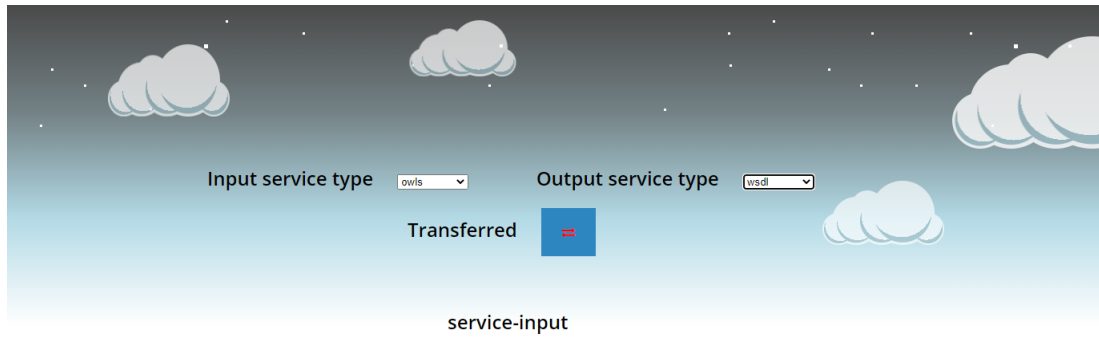 Input service type owls Output service type wsdl
Transferred
service-input